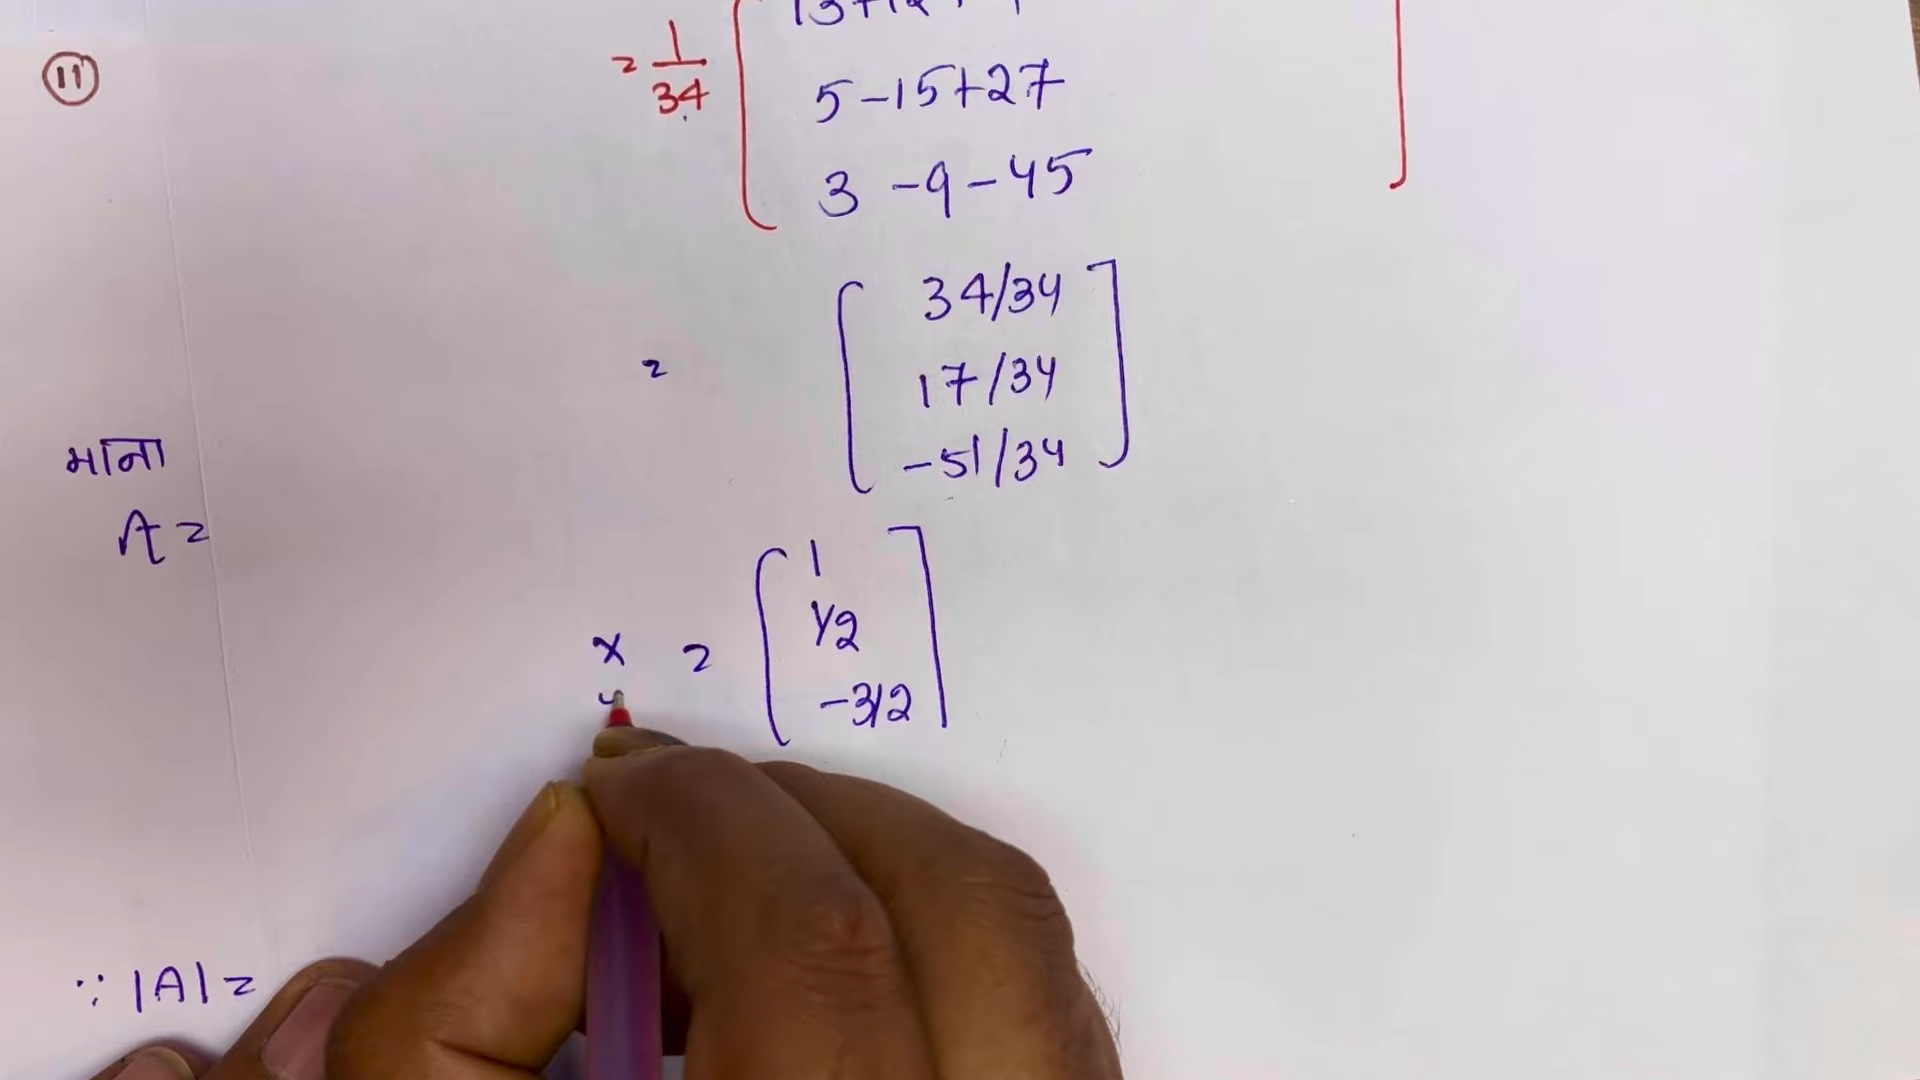 11
= 1/34 [
5-15+27
3 -9-45 ]
= [ 34/34
17/34
-51/34 ]
माना
A =
[ 1
1/2
x = -3/2 ]
∵ |A| =